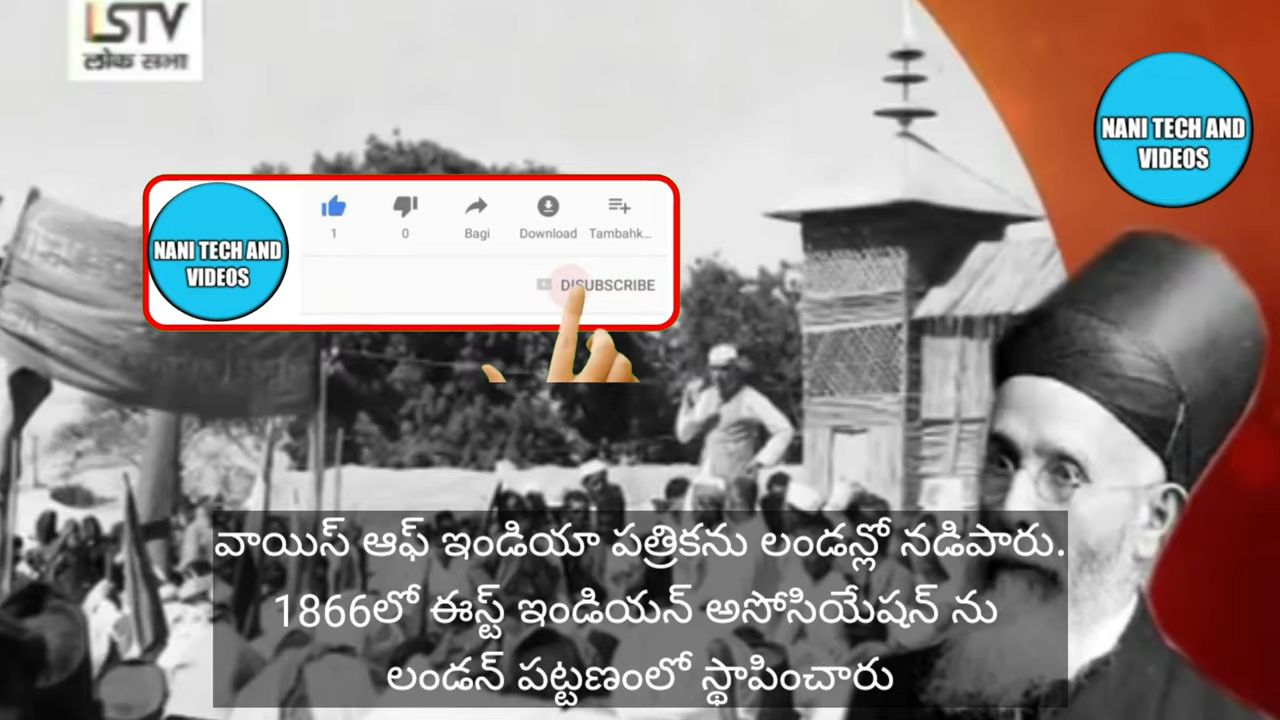 LSTV
लोक सभा
NANI TECH AND
VIDEOS
NANI TECH AND
VIDEOS
1
0
Bagi
Download
Tambahk...
DISUBSCRIBE
వాయిస్ ఆఫ్ ఇండియా పత్రికను లండన్లో నడిపారు.
1866లో ఈస్ట్ ఇండియన్ అసోసియేషన్ ను
లండన్ పట్టణంలో స్థాపించారు